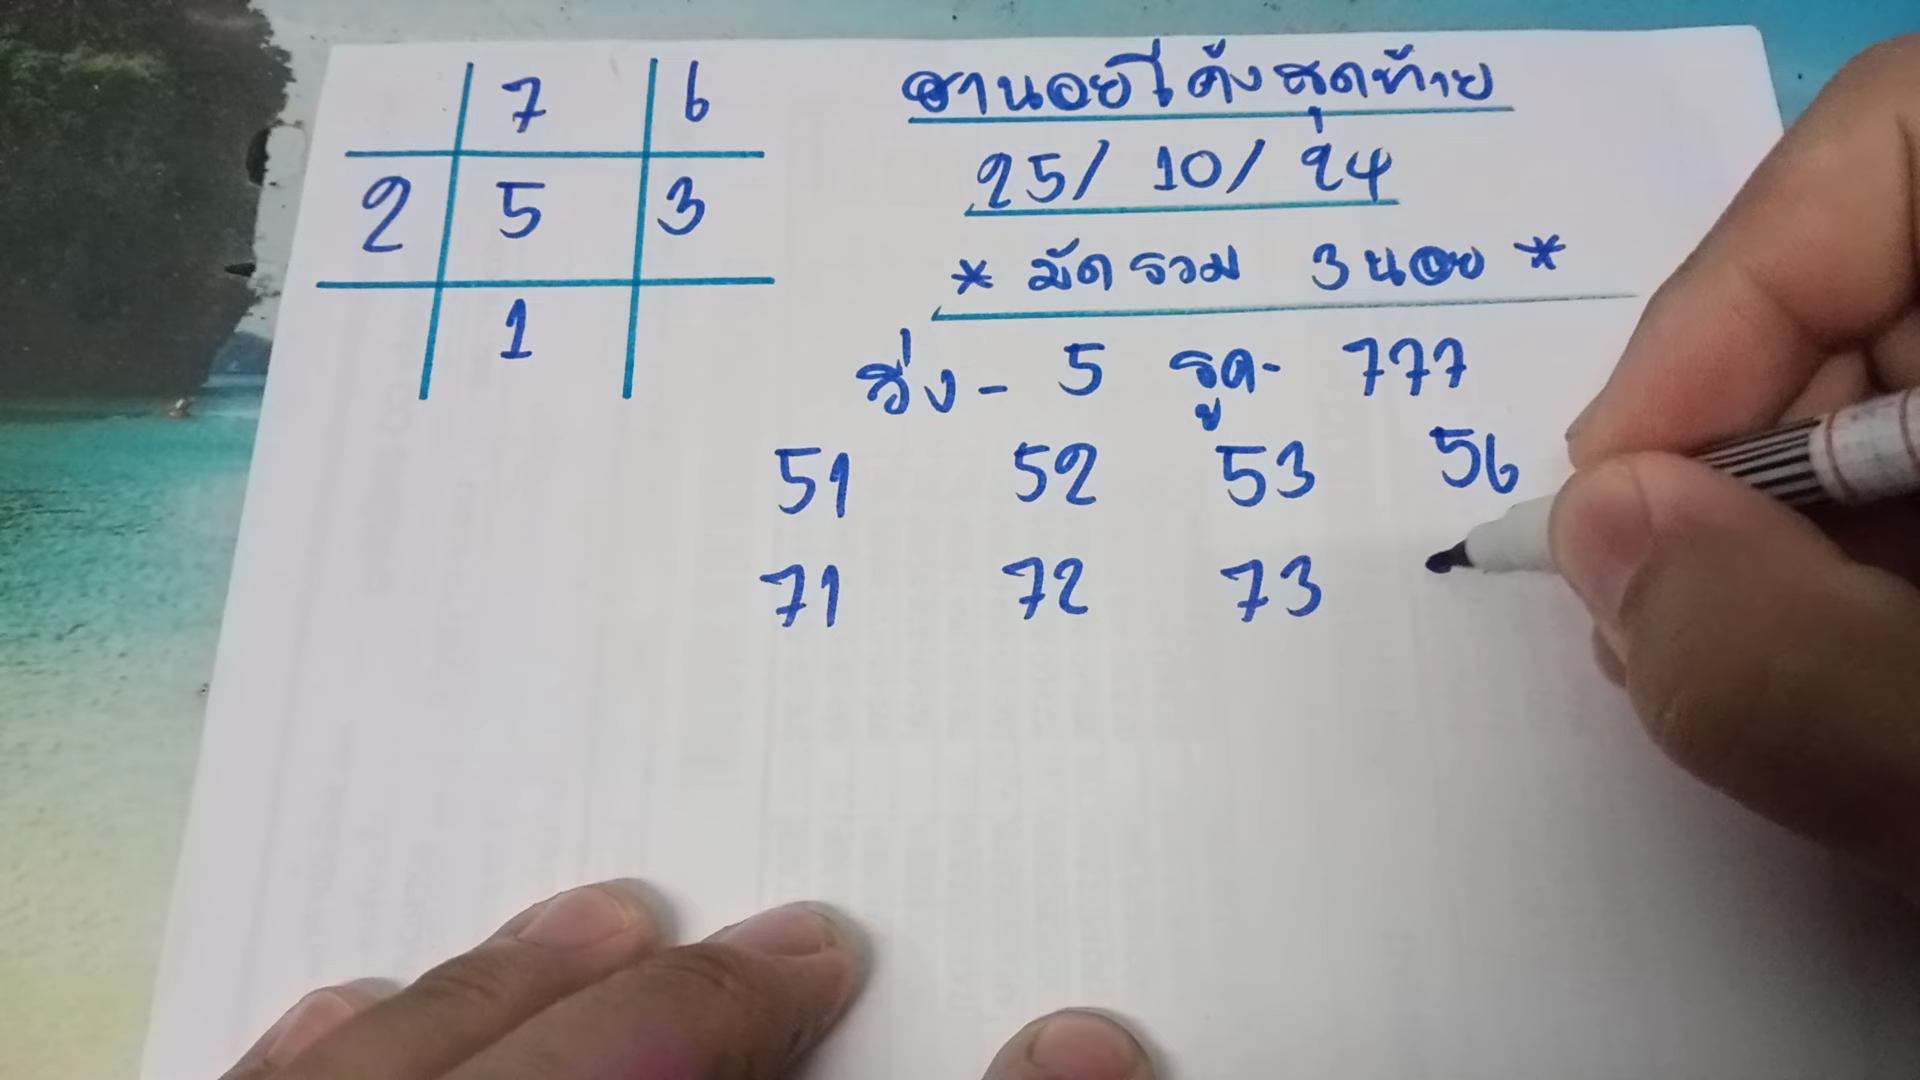 7 6
2 5 3
1
ฮานอยโค้งสุดท้าย
25/ 10/ 24
* มัดรวม 3นอย *
วิ่ง - 5 รูด- 777
51 52 53 56
71 72 73